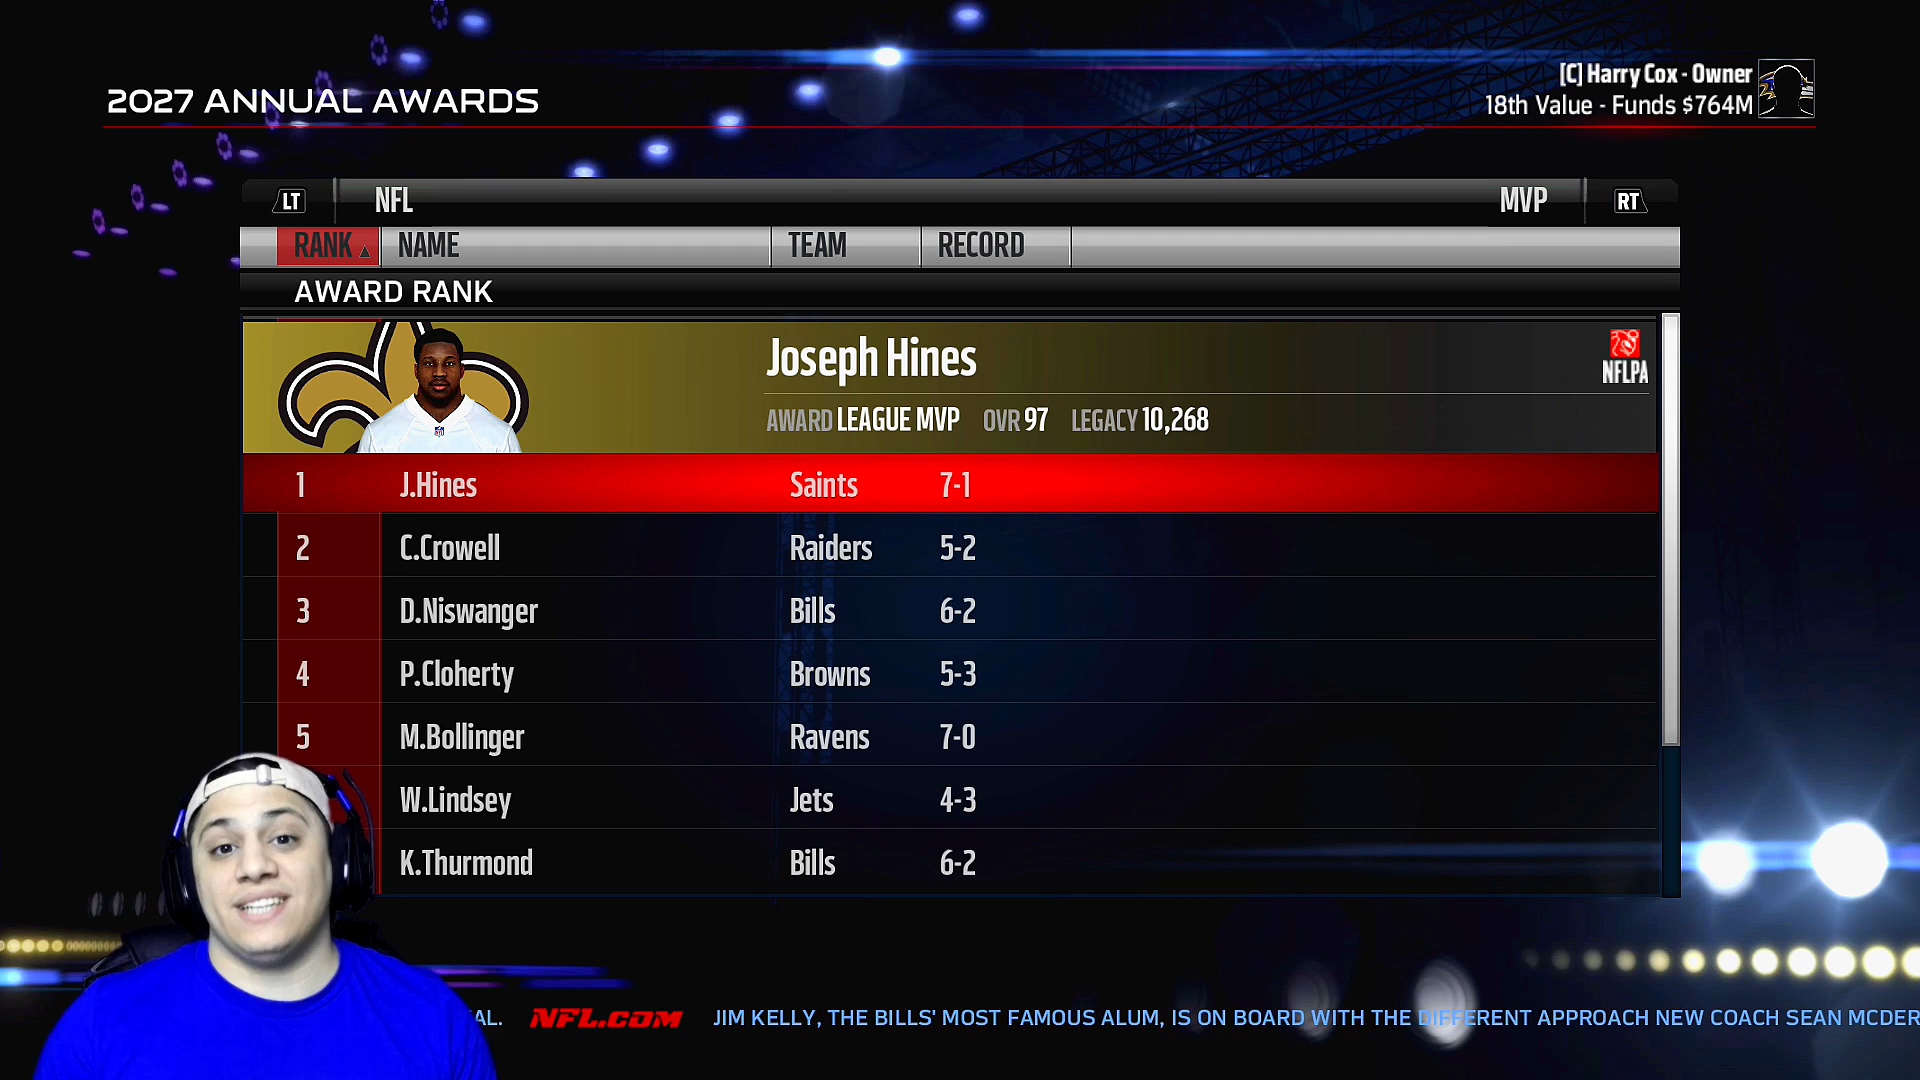 2027 ANNUAL AWARDS
[C] Harry Cox - Owner
18th Value - Funds $764M
LT NFL MVP RT
RANK NAME TEAM RECORD
AWARD RANK
Joseph Hines
NFLPA
AWARD LEAGUE MVP OVR 97 LEGACY 10,268
1 J.Hines Saints 7-1
2 C.Crowell Raiders 5-2
3 D.Niswanger Bills 6-2
4 P.Cloherty Browns 5-3
5 M.Bollinger Ravens 7-0
W.Lindsey Jets 4-3
K.Thurmond Bills 6-2
AL. NFL.COM JIM KELLY, THE BILLS' MOST FAMOUS ALUM, IS ON BOARD WITH THE DIFFERENT APPROACH NEW COACH SEAN MCDER